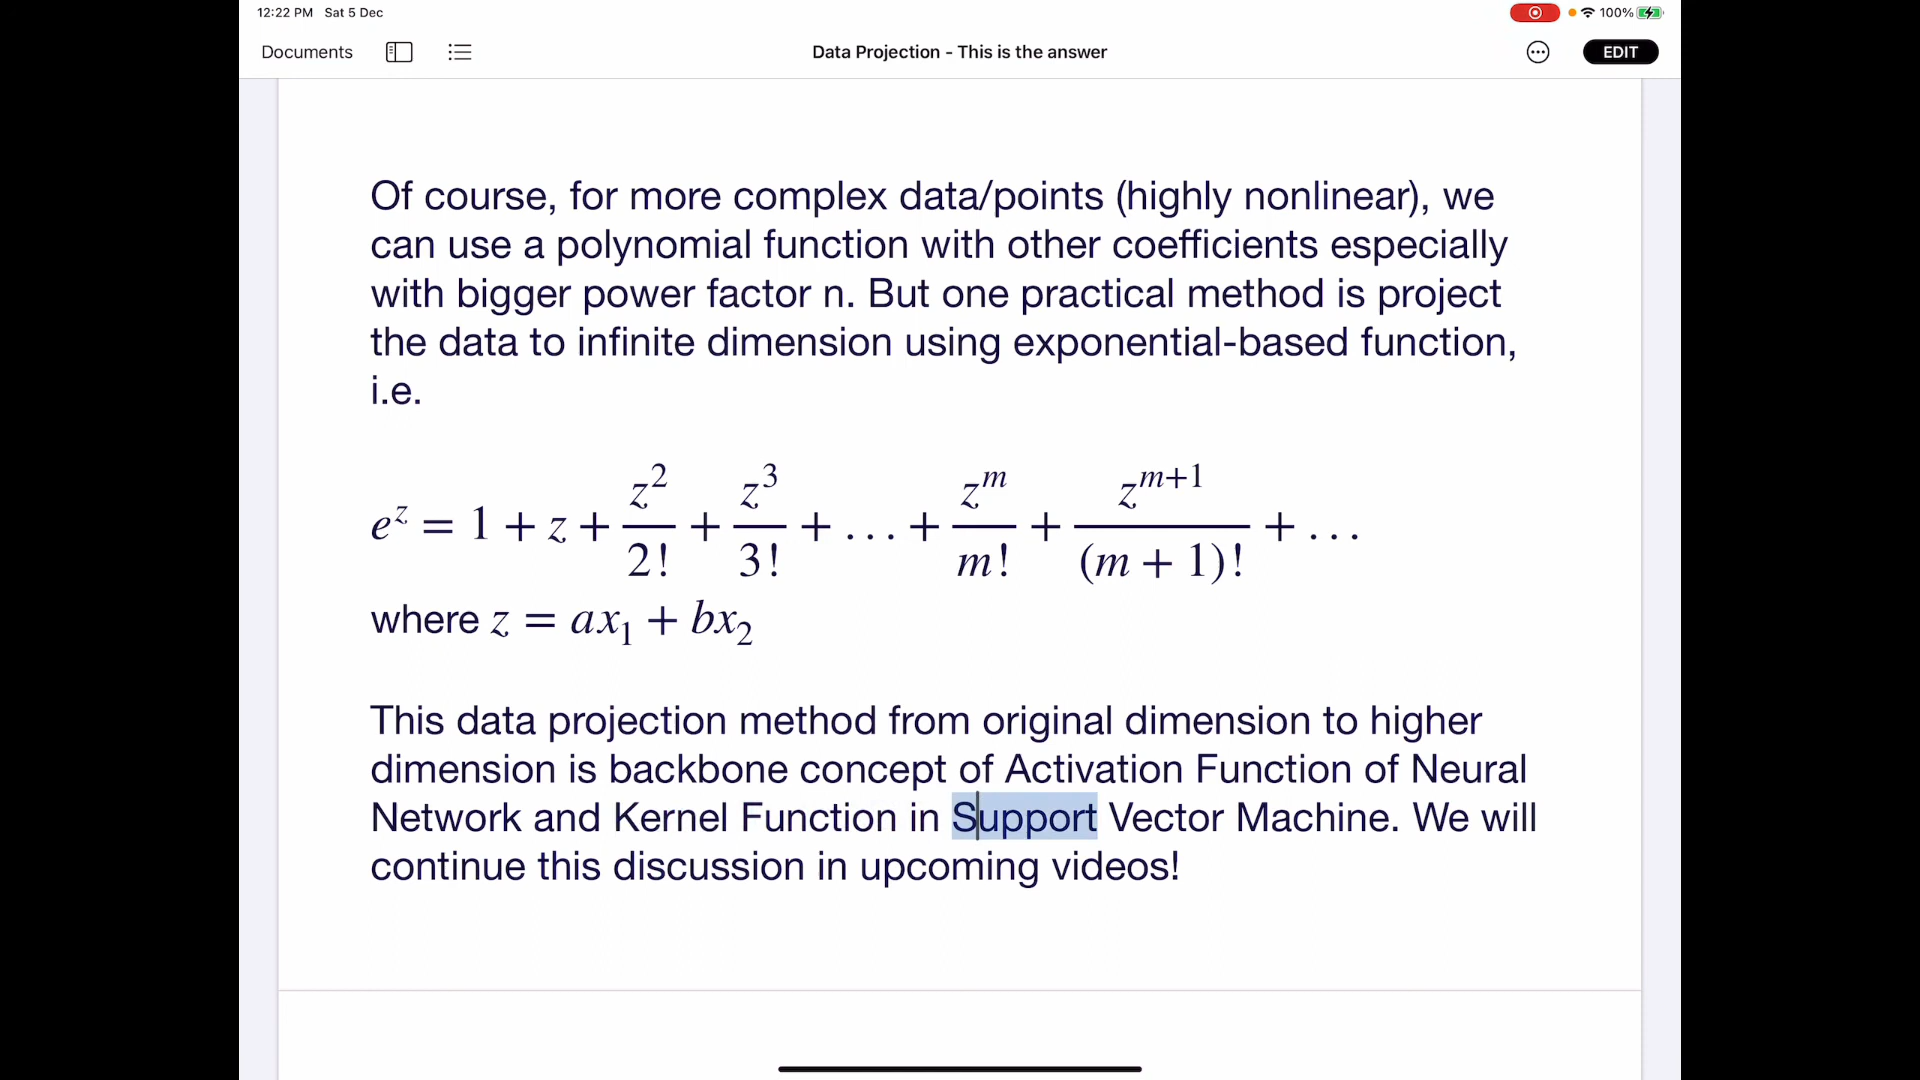 12:22 PM Sat 5 Dec 100%
Documents Data Projection - This is the answer EDIT
Of course, for more complex data/points (highly nonlinear), we
can use a polynomial function with other coefficients especially
with bigger power factor n. But one practical method is project
the data to infinite dimension using exponential-based function,
i.e.
e^z = 1 + z + z^2/2! + z^3/3! + ... + z^m/m! + z^{m+1}/(m + 1)! + ...
where z = ax₁ + bx₂
This data projection method from original dimension to higher
dimension is backbone concept of Activation Function of Neural
Network and Kernel Function in Support Vector Machine. We will
continue this discussion in upcoming videos!